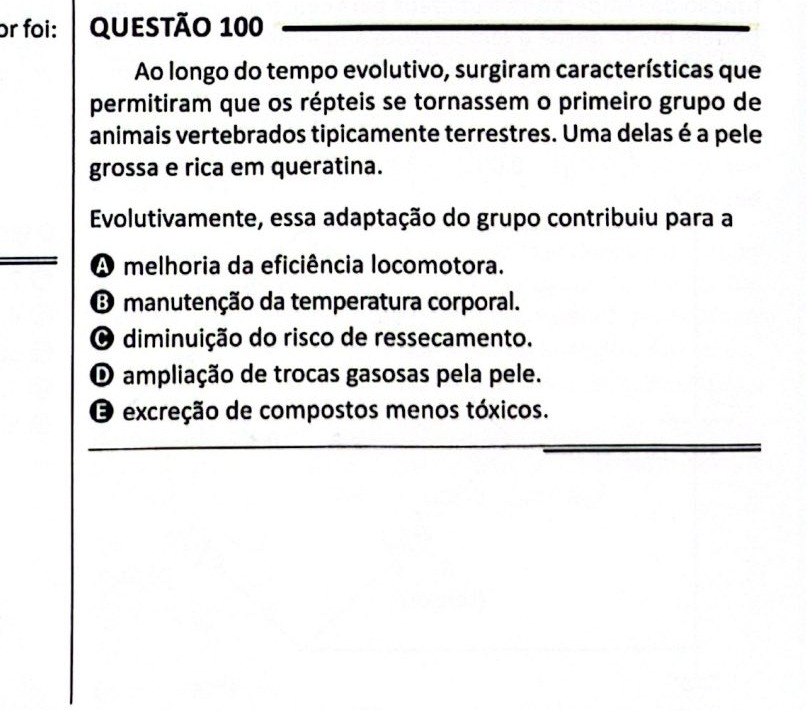 or foi:
QUESTÃO 100
Ao longo do tempo evolutivo, surgiram características que
permitiram que os répteis se tornassem o primeiro grupo de
animais vertebrados tipicamente terrestres. Uma delas é a pele
grossa e rica em queratina.
Evolutivamente, essa adaptação do grupo contribuiu para a
A melhoria da eficiência locomotora.
B manutenção da temperatura corporal.
C diminuição do risco de ressecamento.
D ampliação de trocas gasosas pela pele.
E excreção de compostos menos tóxicos.